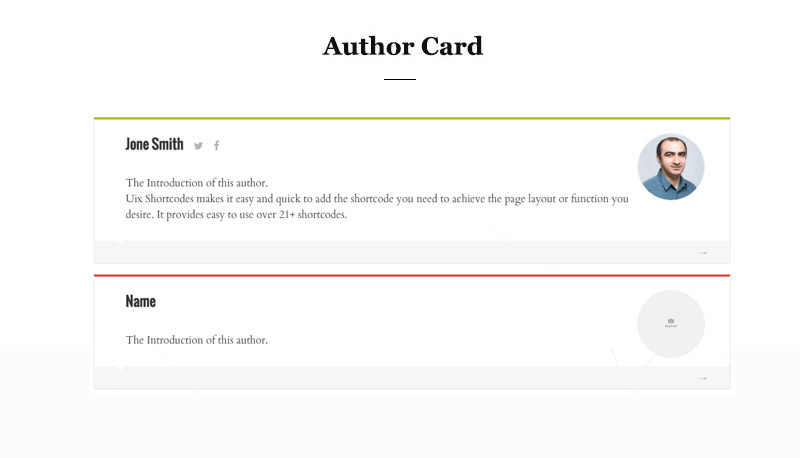 Author Card
Jone Smith
The Introduction of this author.
Uix Shortcodes makes it easy and quick to add the shortcode you need to achieve the page layout or function you
desire. It provides easy to use over 21+ shortcodes.
→
Name
The Introduction of this author.
→